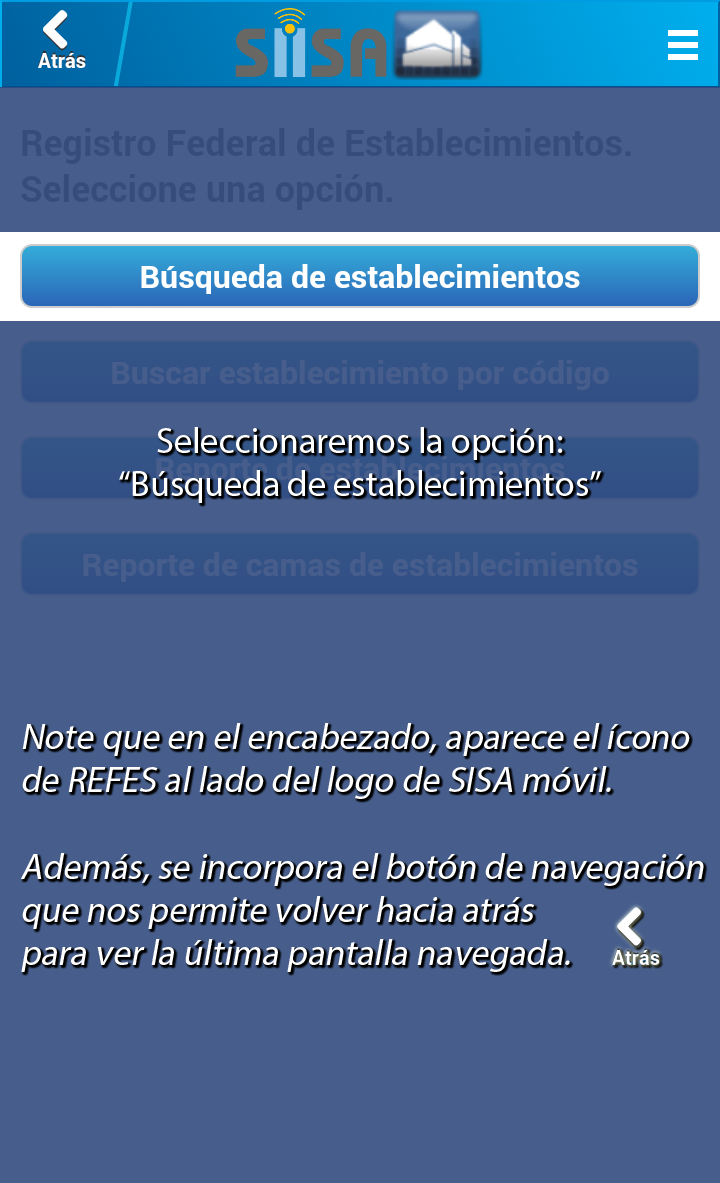 Atrás
SIISA
Registro Federal de Establecimientos.
Seleccione una opción.
Búsqueda de establecimientos
Buscar establecimiento por código
Seleccionaremos la opción:
Reporte de establecimientos
“Búsqueda de establecimientos”
Reporte de camas de establecimientos
Note que en el encabezado, aparece el ícono
de REFES al lado del logo de SISA móvil.
Además, se incorpora el botón de navegación
que nos permite volver hacia atrás
para ver la última pantalla navegada.
Atrás